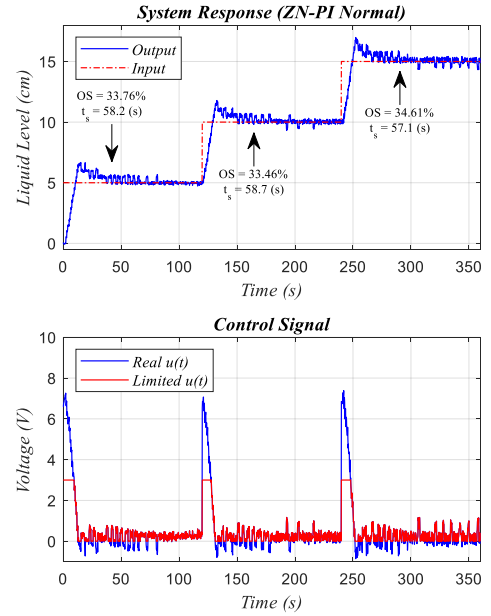 System Response (ZN-PI Normal)
Liquid Level (cm)
15
10
5
0
Output
Input
OS = 33.76%
t_s = 58.2 (s)
OS = 33.46%
t_s = 58.7 (s)
OS = 34.61%
t_s = 57.1 (s)
0 50 100 150 200 250 300 350
Time (s)
Control Signal
Voltage (V)
10
8
6
4
2
0
Real u(t)
Limited u(t)
0 50 100 150 200 250 300 350
Time (s)